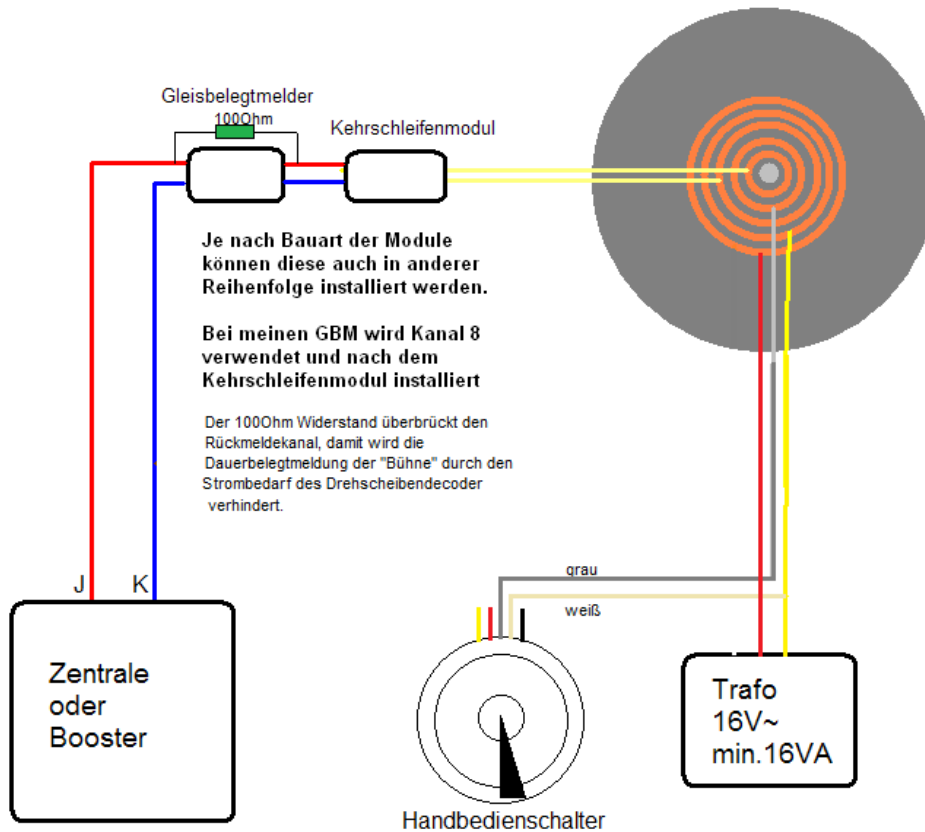 Gleisbelegtmelder
100Ohm
Kehrschleifenmodul
Je nach Bauart der Module
können diese auch in anderer
Reihenfolge installiert werden.
Bei meinen GBM wird Kanal 8
verwendet und nach dem
Kehrschleifenmodul installiert
Der 100Ohm Widerstand überbrückt den
Rückmeldekanal, damit wird die
Dauerbelegtmeldung der "Bühne" durch den
Strombedarf des Drehscheibendecoder
verhindert.
J K
grau
weiß
Zentrale
oder
Booster
Trafo
16V~
min.16VA
Handbedienschalter